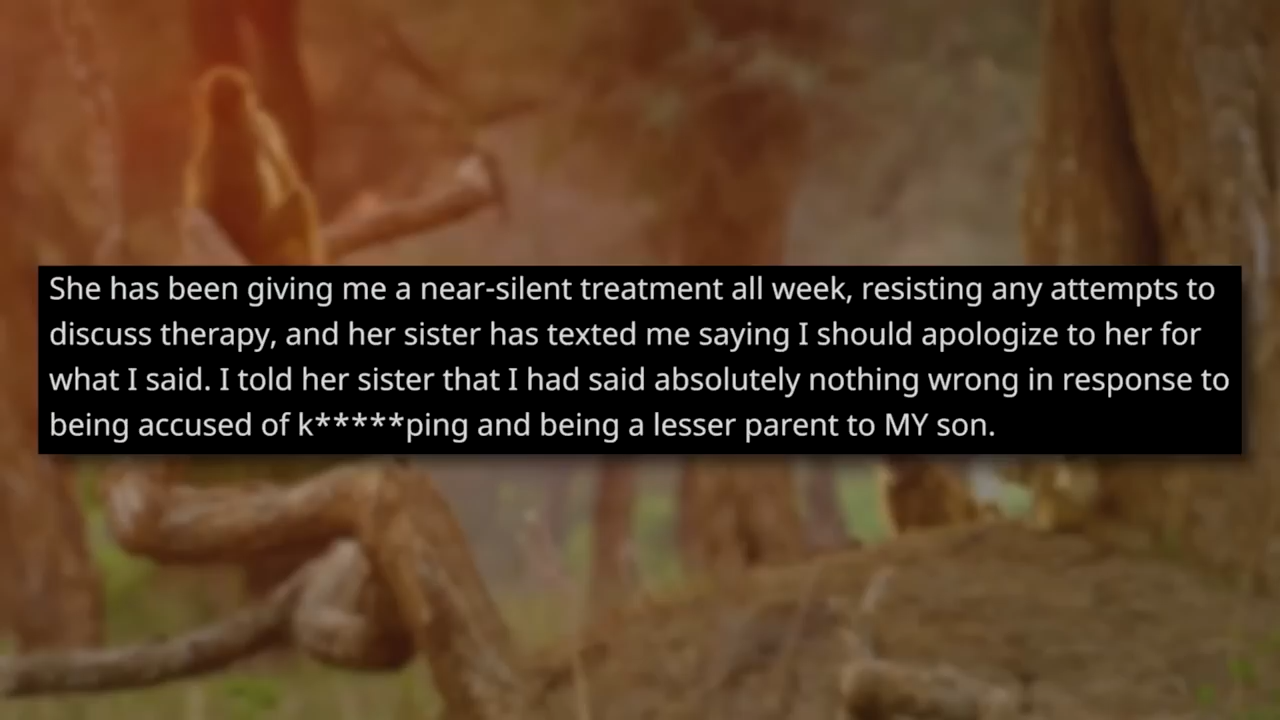 She has been giving me a near-silent treatment all week, resisting any attempts to
discuss therapy, and her sister has texted me saying I should apologize to her for
what I said. I told her sister that I had said absolutely nothing wrong in response to
being accused of k*****ping and being a lesser parent to MY son.